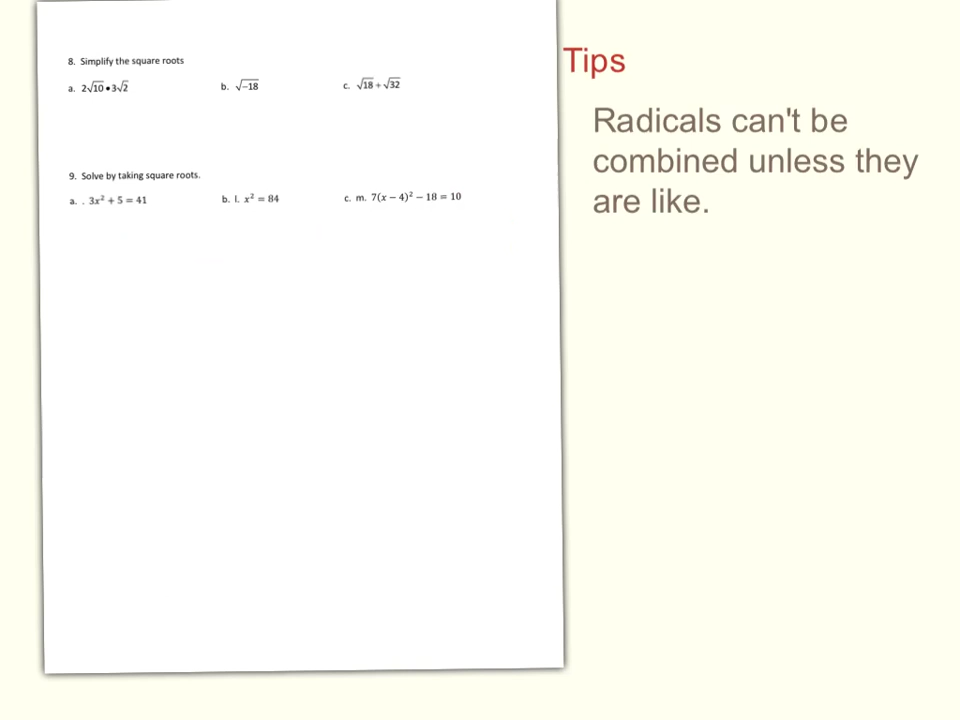 8. Simplify the square roots
a. 2√10 • 3√2 b. √−18 c. √18 + √32
9. Solve by taking square roots.
a. . 3x² + 5 = 41 b. l. x² = 84 c. m. 7(x − 4)² − 18 = 10
Tips
Radicals can't be
combined unless they
are like.